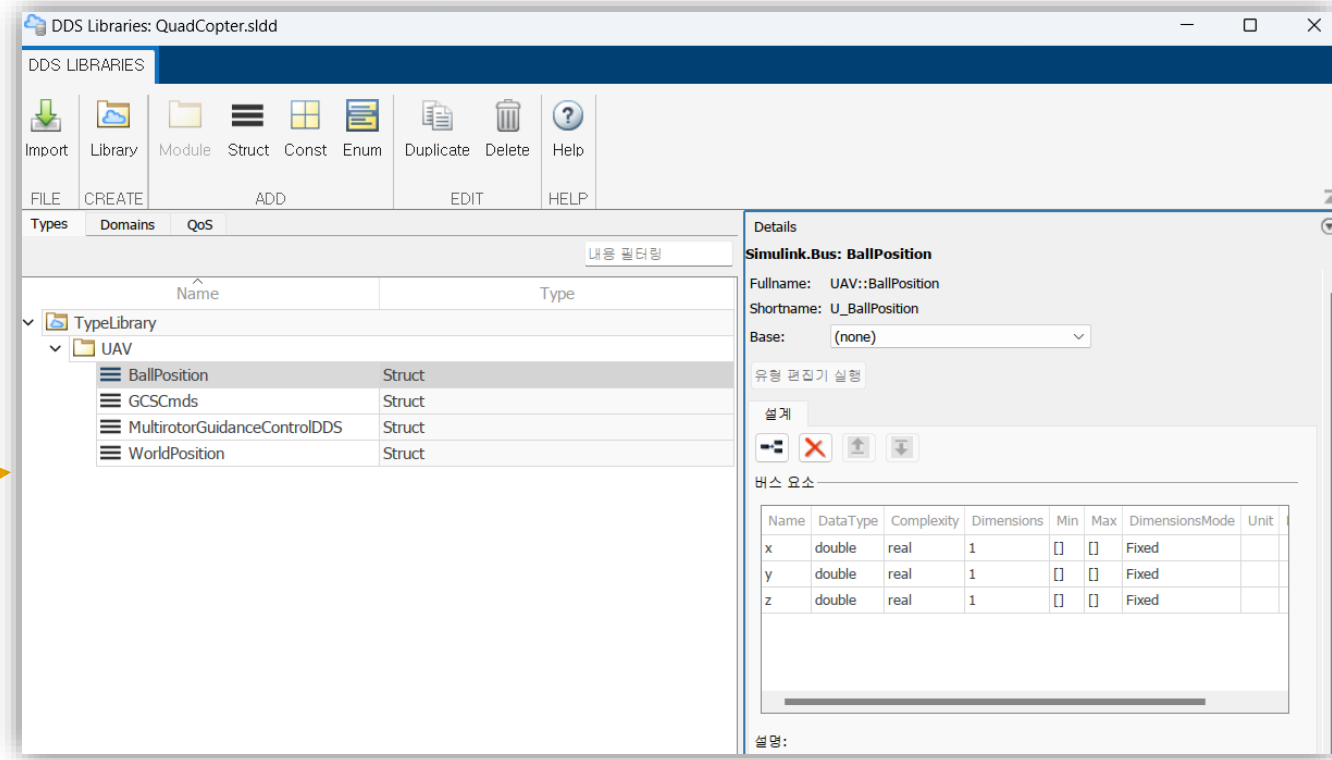 DDS Libraries: QuadCopter.sldd
DDS LIBRARIES
Import Library Module Struct Const Enum Duplicate Delete Help
FILE CREATE ADD EDIT HELP
Types Domains QoS
내용 필터링
Name Type
TypeLibrary
UAV
BallPosition Struct
GCSCmds Struct
MultirotorGuidanceControlDDS Struct
WorldPosition Struct
Details
Simulink.Bus: BallPosition
Fullname: UAV::BallPosition
Shortname: U_BallPosition
Base: (none)
유형 편집기 실행
설계
버스 요소
Name DataType Complexity Dimensions Min Max DimensionsMode Unit
x double real 1 [] [] Fixed
y double real 1 [] [] Fixed
z double real 1 [] [] Fixed
설명: